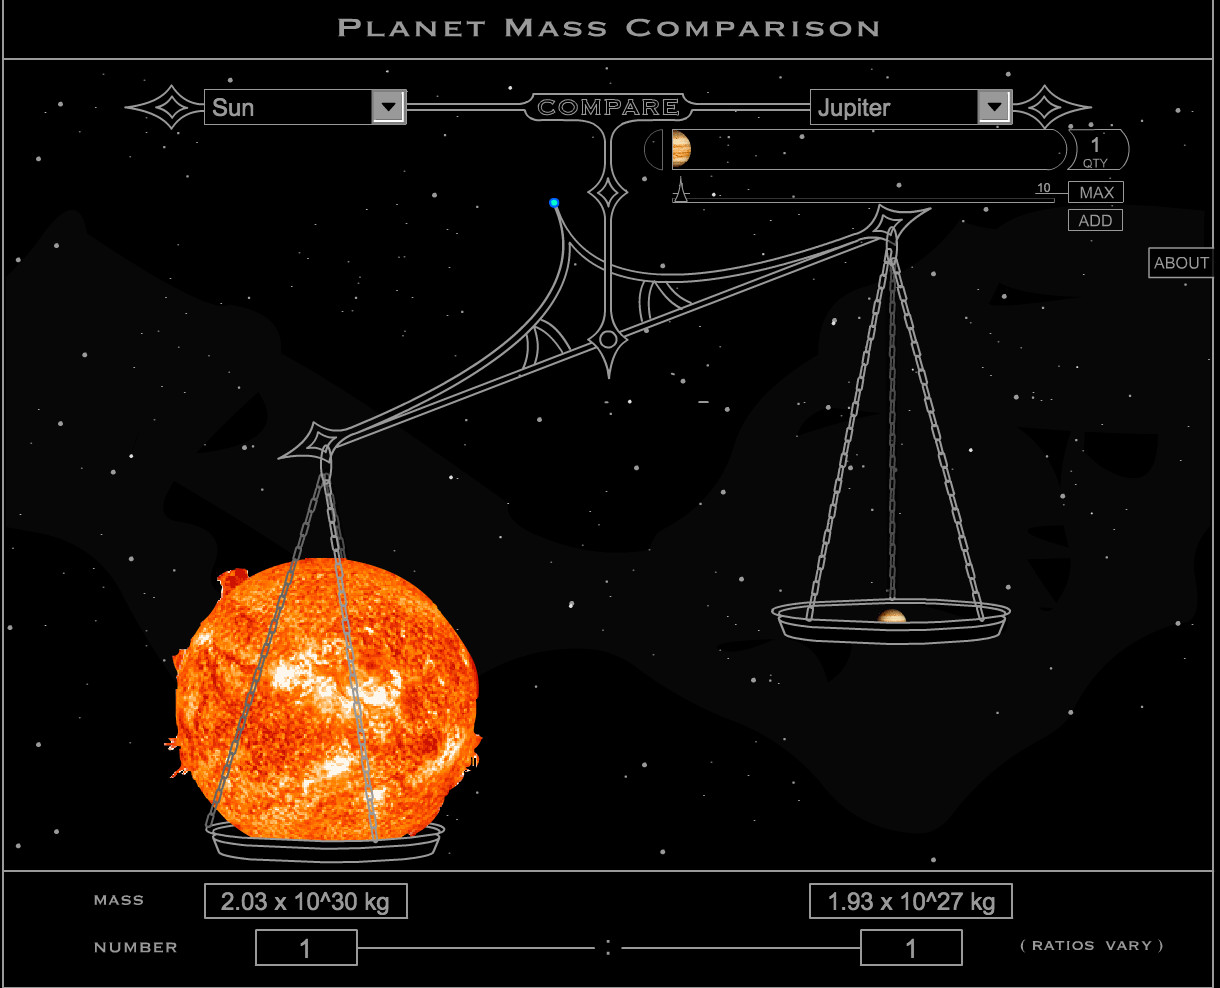 PLANET MASS COMPARISON
Sun
COMPARE
Jupiter
1
QTY
10
MAX
ADD
ABOUT
MASS
2.03 x 10^30 kg
1.93 x 10^27 kg
NUMBER
1
:
1
( RATIOS VARY )